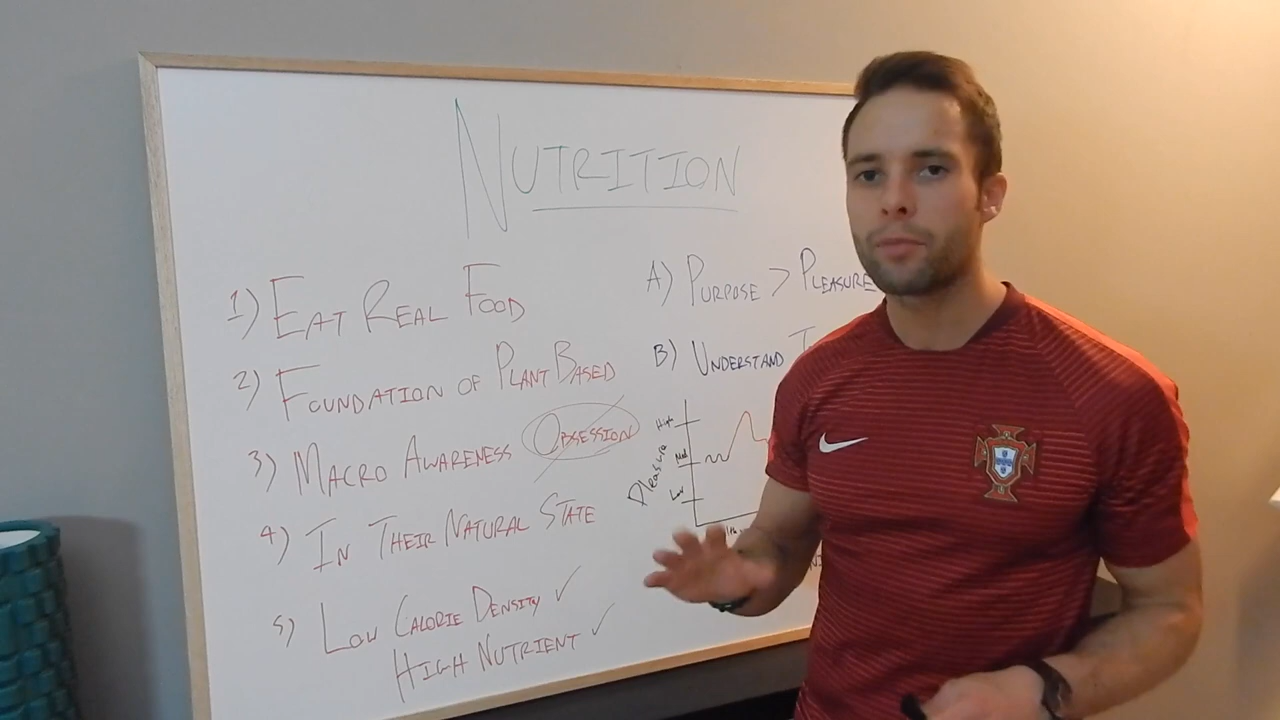 NUTRITION
1) EAT REAL FOOD
2) FOUNDATION OF PLANT BASED
3) MACRO AWARENESS OBSESSION
4) IN THEIR NATURAL STATE
5) LOW CALORIE DENSITY ✓
HIGH NUTRIENT ✓
A) PURPOSE > PLEASURE
B) UNDERSTAND
High
Med
Low
Pleasure